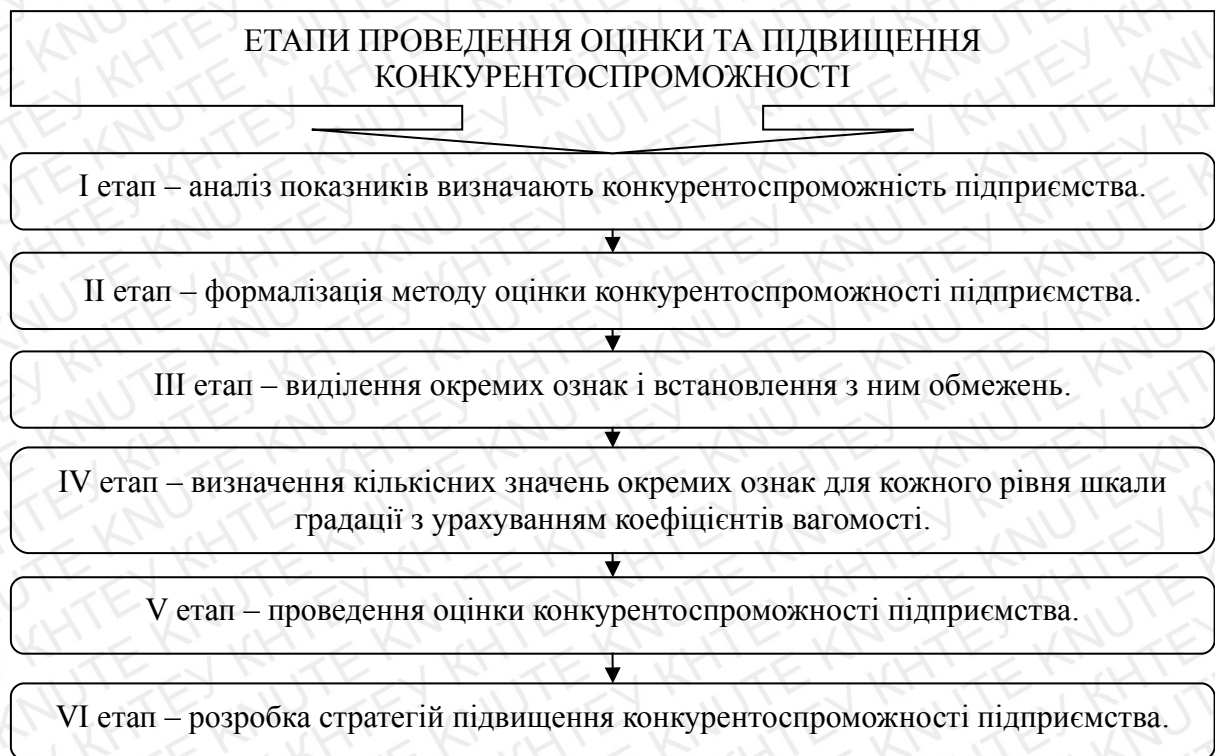 ЕТАПИ ПРОВЕДЕННЯ ОЦІНКИ ТА ПІДВИЩЕННЯ
КОНКУРЕНТОСПРОМОЖНОСТІ
I етап – аналіз показників визначають конкурентоспроможність підприємства.
II етап – формалізація методу оцінки конкурентоспроможності підприємства.
III етап – виділення окремих ознак і встановлення з ним обмежень.
IV етап – визначення кількісних значень окремих ознак для кожного рівня шкали
градації з урахуванням коефіцієнтів вагомості.
V етап – проведення оцінки конкурентоспроможності підприємства.
VI етап – розробка стратегій підвищення конкурентоспроможності підприємства.